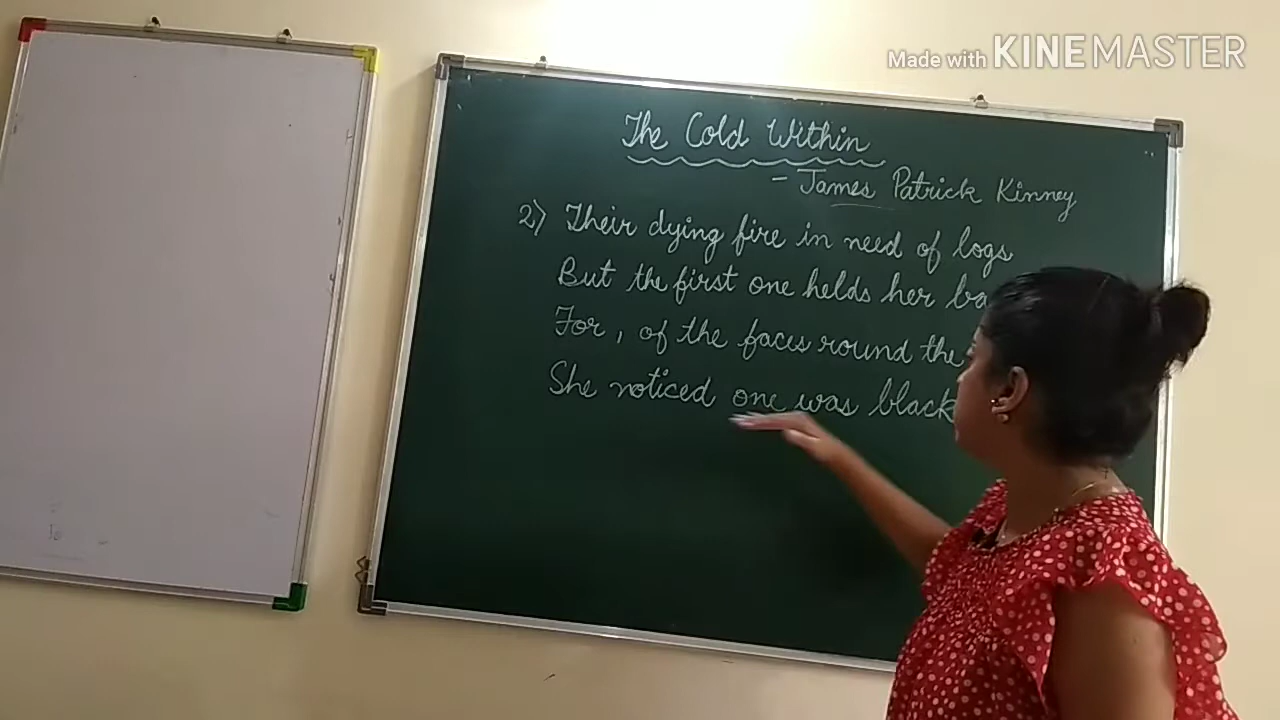 Made with KINEMASTER
The Cold Within
- James Patrick Kinney
2) Their dying fire in need of logs
But the first one helds her
For, of the faces round the
She noticed one was black